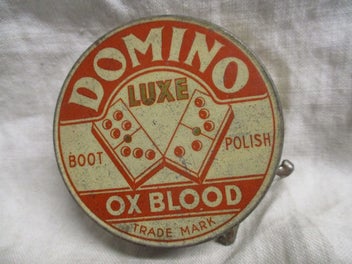 DOMINO
LUXE
BOOT POLISH
OX BLOOD
TRADE MARK